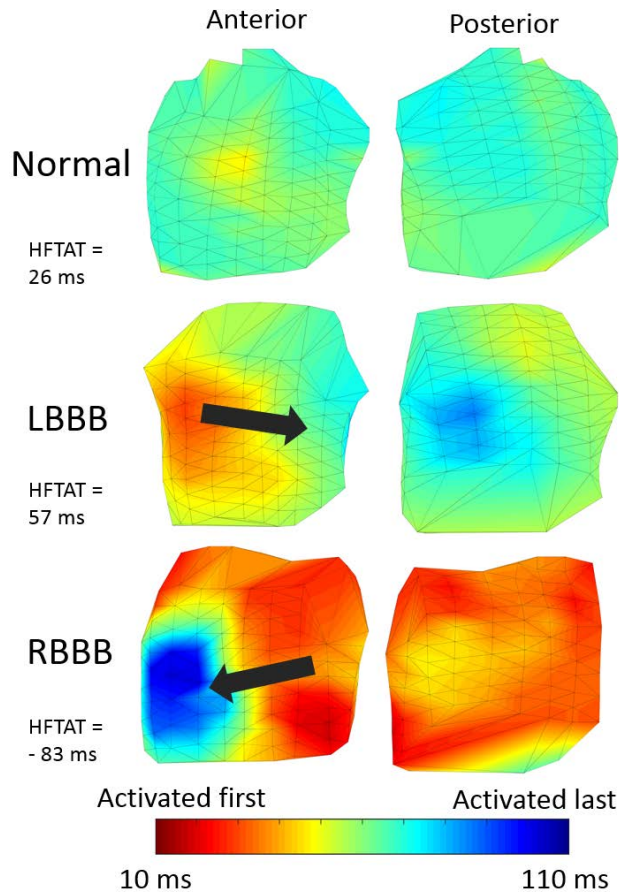 Anterior Posterior
Normal
HFTAT =
26 ms
LBBB
HFTAT =
57 ms
RBBB
HFTAT =
- 83 ms
Activated first Activated last
10 ms 110 ms